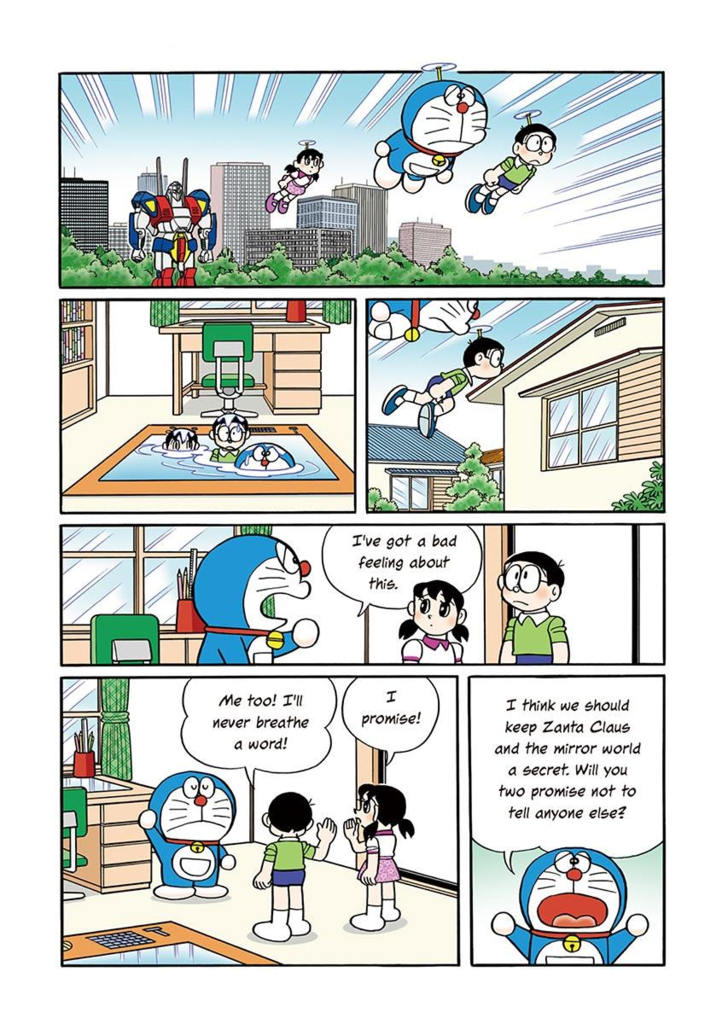 I've got a bad
feeling about
this.
I think we should
keep Zanta Claus
and the mirror world
a secret. Will you
two promise not to
tell anyone else?
I
promise!
Me too! I'll
never breathe
a word!